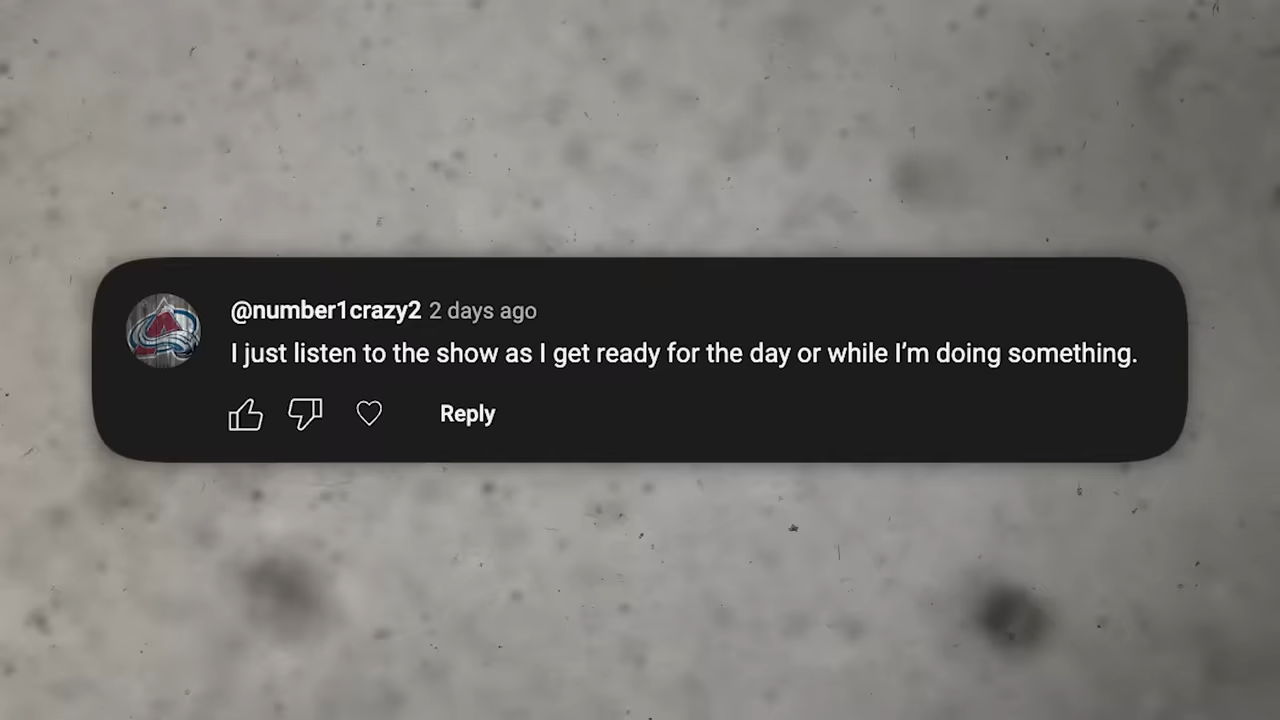 @number1crazy2 2 days ago
I just listen to the show as I get ready for the day or while I’m doing something.
Reply